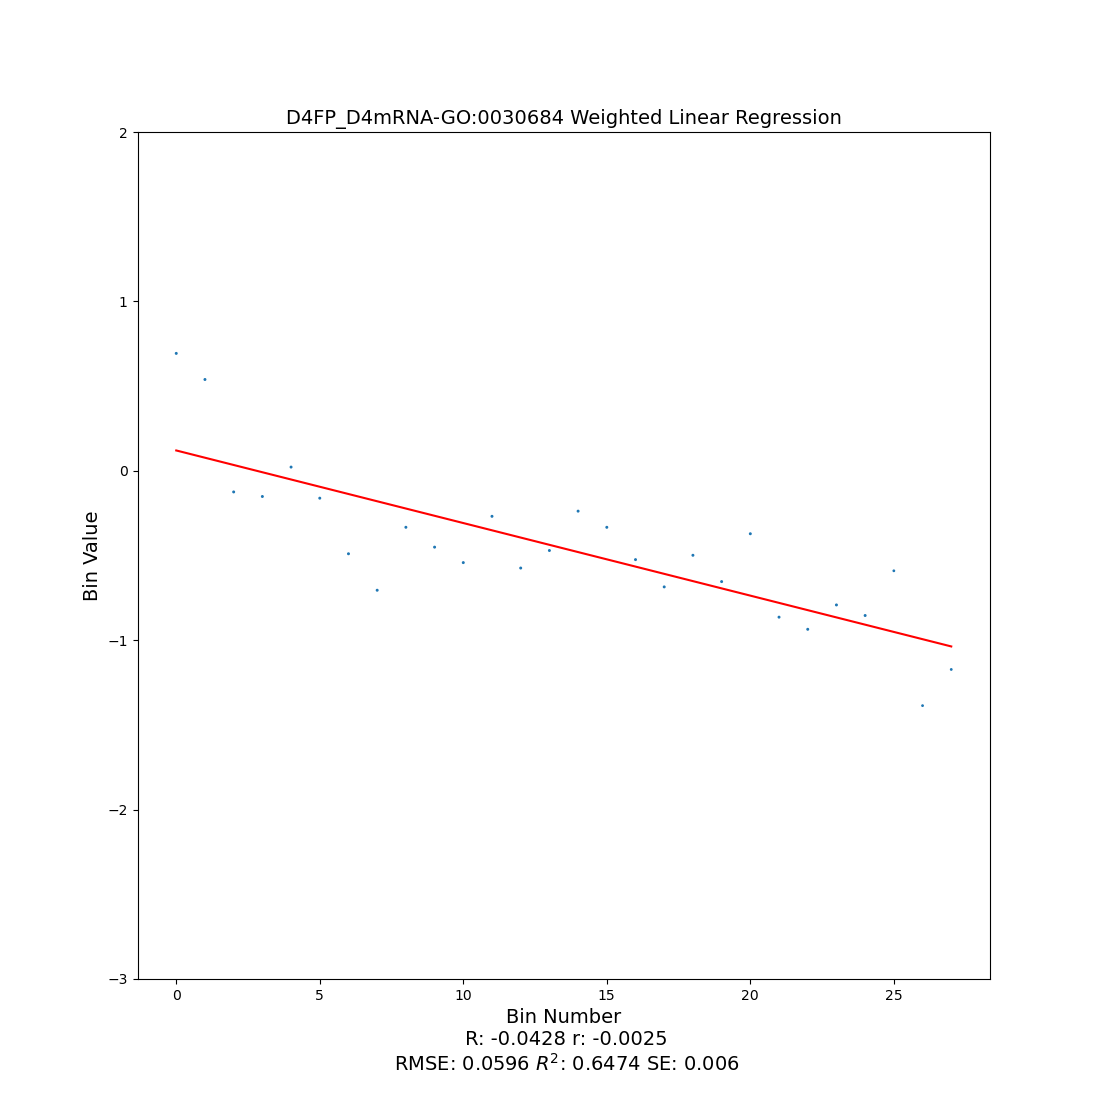 D4FP_D4mRNA-GO:0030684 Weighted Linear Regression
2
1
0
−1
−2
−3
Bin Value
0 5 10 15 20 25
Bin Number
R: -0.0428 r: -0.0025
RMSE: 0.0596 R²: 0.6474 SE: 0.006